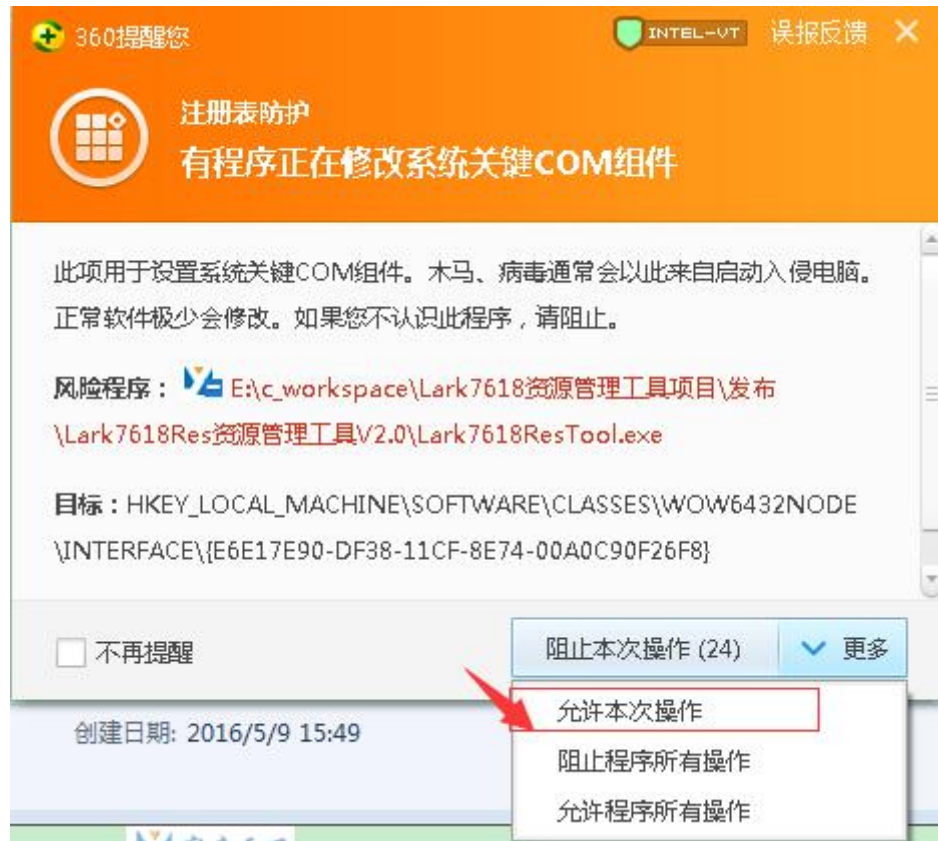 360提醒您
INTEL-VT 误报反馈
注册表防护
有程序正在修改系统关键COM组件
此项用于设置系统关键COM组件。木马、病毒通常会以此来自启动入侵电脑。
正常软件极少会修改。如果您不认识此程序，请阻止。
风险程序： E:\c_workspace\Lark7618资源管理工具项目\发布
\Lark7618Res资源管理工具V2.0\Lark7618ResTool.exe
目标：HKEY_LOCAL_MACHINE\SOFTWARE\CLASSES\WOW6432NODE
\INTERFACE\{E6E17E90-DF38-11CF-8E74-00A0C90F26F8}
不再提醒
阻止本次操作 (24) 更多
允许本次操作
创建日期: 2016/5/9 15:49
阻止程序所有操作
允许程序所有操作